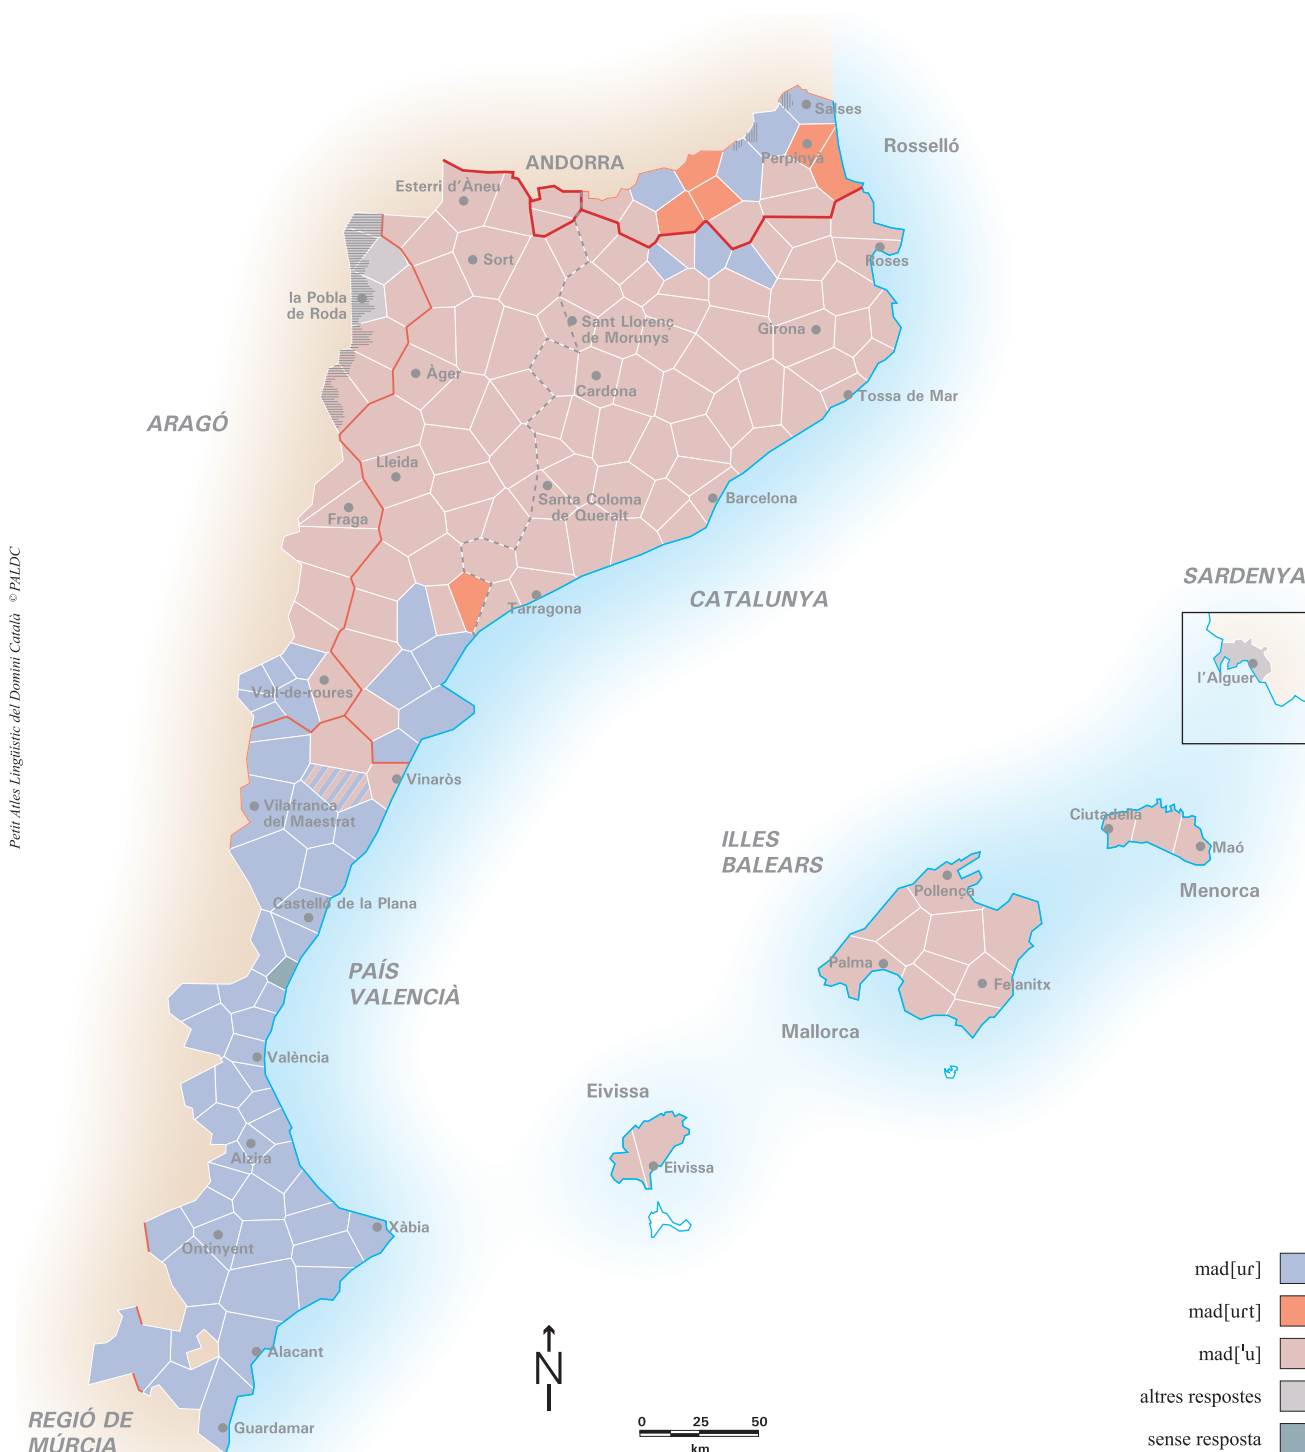 Salses
Rosselló
Perpinyà
ANDORRA
Esterri d'Àneu
Sort
Roses
la Pobla
de Roda
Sant Llorenç
de Morunys
Girona
Àger
Cardona
Tossa de Mar
ARAGÓ
Lleida
Santa Coloma
de Queralt
Barcelona
Fraga
Petit Atles Lingüístic del Domini Català © PALDC
SARDENYA
CATALUNYA
Tarragona
l'Alguer
Vall-de-roures
Vinaròs
Vilafranca
del Maestrat
Ciutadella
Maó
ILLES
BALEARS
Menorca
Pollença
Castelló de la Plana
Palma
Felanitx
PAÍS
VALENCIÀ
Mallorca
València
Eivissa
Alzira
Eivissa
Xàbia
Ontinyent
mad[uɾ]
mad[uɾt]
mad[ˈu]
altres respostes
sense resposta
Alacant
N
REGIÓ DE
MÚRCIA
Guardamar
0 25 50
km